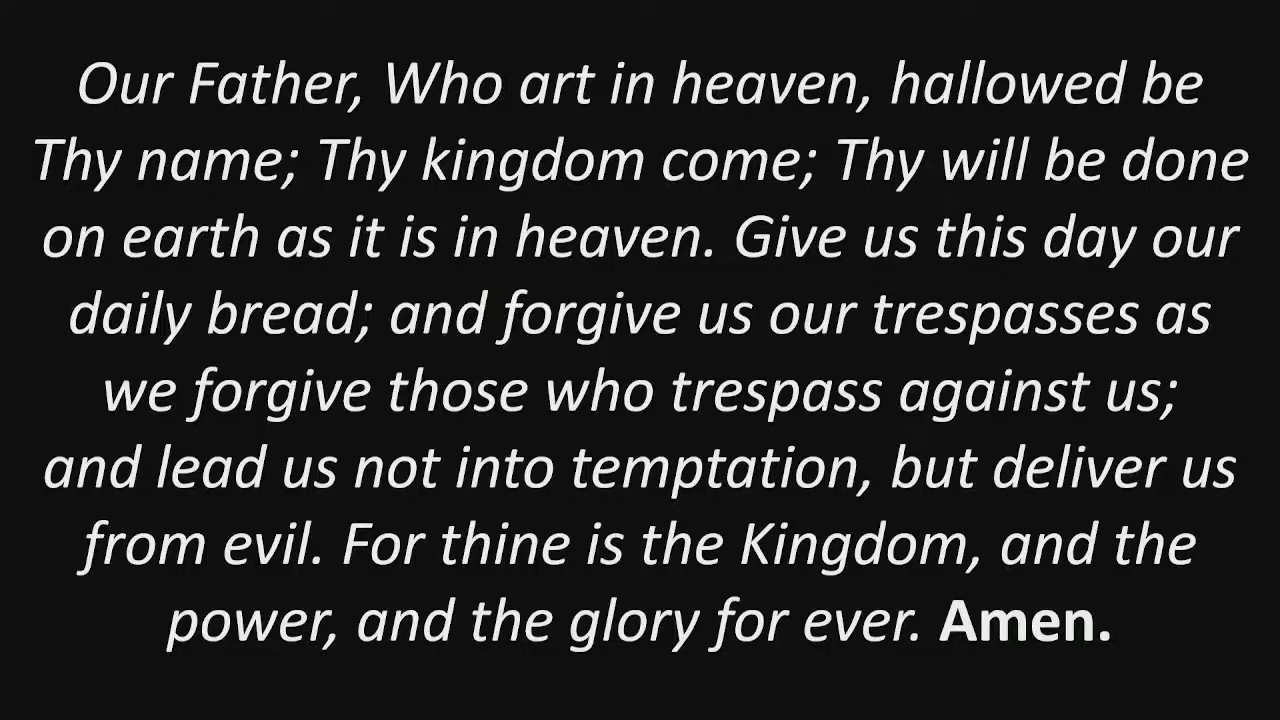 Our Father, Who art in heaven, hallowed be
Thy name; Thy kingdom come; Thy will be done
on earth as it is in heaven. Give us this day our
daily bread; and forgive us our trespasses as
we forgive those who trespass against us;
and lead us not into temptation, but deliver us
from evil. For thine is the Kingdom, and the
power, and the glory for ever. Amen.